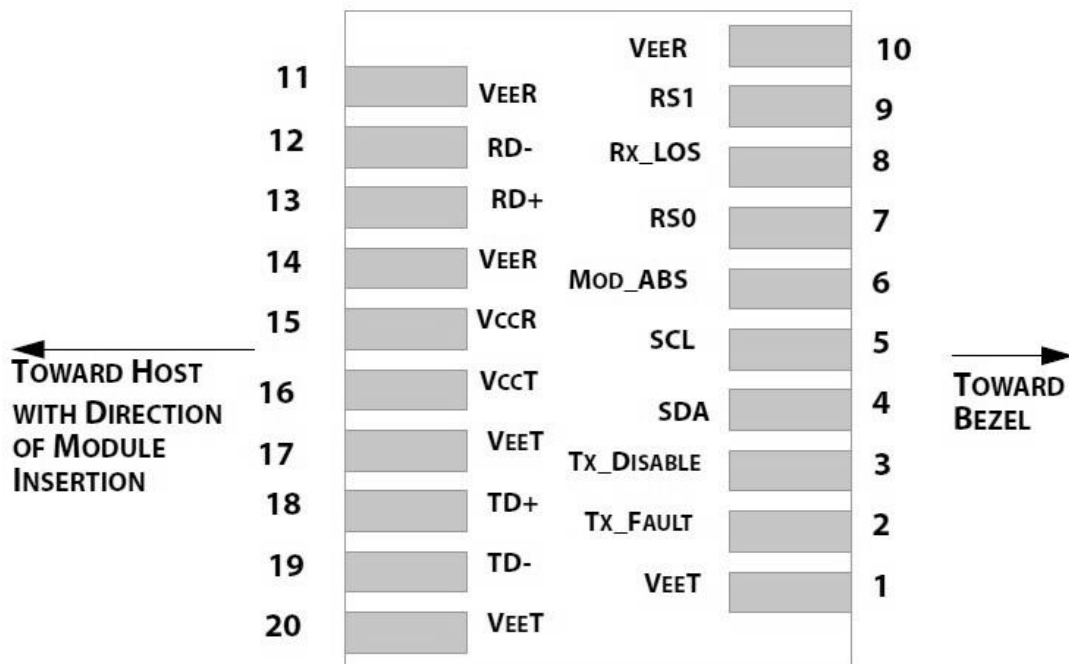 VEER 10
11 VEER
RS1 9
12 RD-
RX_LOS 8
13 RD+
RS0 7
14 VEER
MOD_ABS 6
15 VCCR
SCL 5
16 VCCT
SDA 4
17 VEET
TX_DISABLE 3
18 TD+
TX_FAULT 2
19 TD-
VEET 1
20 VEET
TOWARD HOST
WITH DIRECTION
OF MODULE
INSERTION
TOWARD
BEZEL